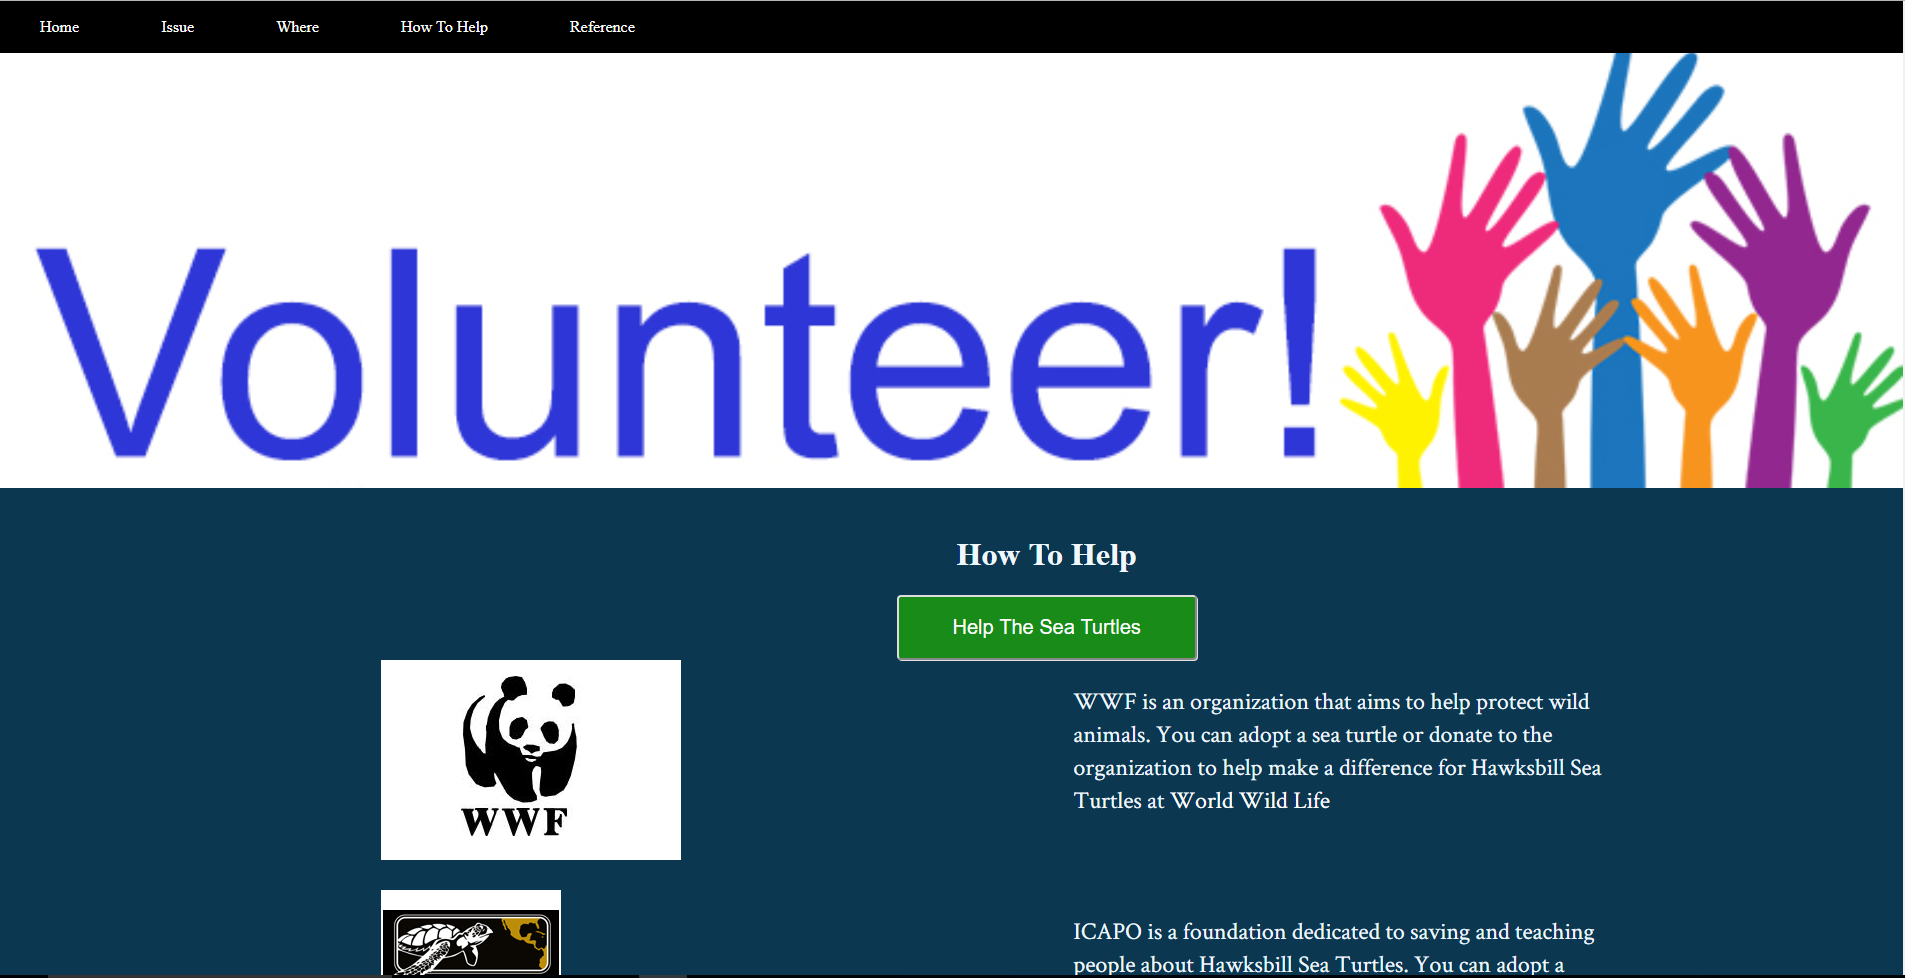 Home Issue Where How To Help Reference
Volunteer!
How To Help
Help The Sea Turtles
WWF
WWF is an organization that aims to help protect wild
animals. You can adopt a sea turtle or donate to the
organization to help make a difference for Hawksbill Sea
Turtles at World Wild Life
ICAPO is a foundation dedicated to saving and teaching
people about Hawksbill Sea Turtles. You can adopt a